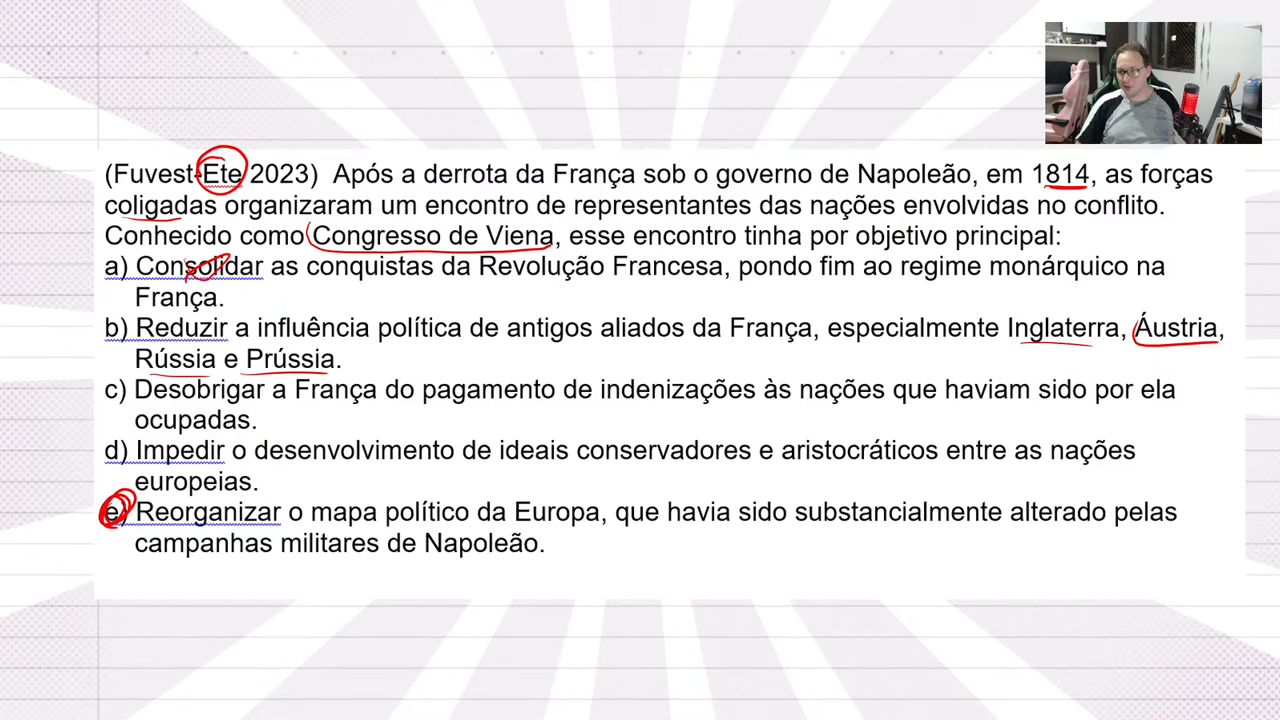 (Fuvest-Ete 2023)  Após a derrota da França sob o governo de Napoleão, em 1814, as forças
coligadas organizaram um encontro de representantes das nações envolvidas no conflito.
Conhecido como Congresso de Viena, esse encontro tinha por objetivo principal:
a) Consolidar as conquistas da Revolução Francesa, pondo fim ao regime monárquico na
França.
b) Reduzir a influência política de antigos aliados da França, especialmente Inglaterra, Áustria,
Rússia e Prússia.
c) Desobrigar a França do pagamento de indenizações às nações que haviam sido por ela
ocupadas.
d) Impedir o desenvolvimento de ideais conservadores e aristocráticos entre as nações
europeias.
e) Reorganizar o mapa político da Europa, que havia sido substancialmente alterado pelas
campanhas militares de Napoleão.